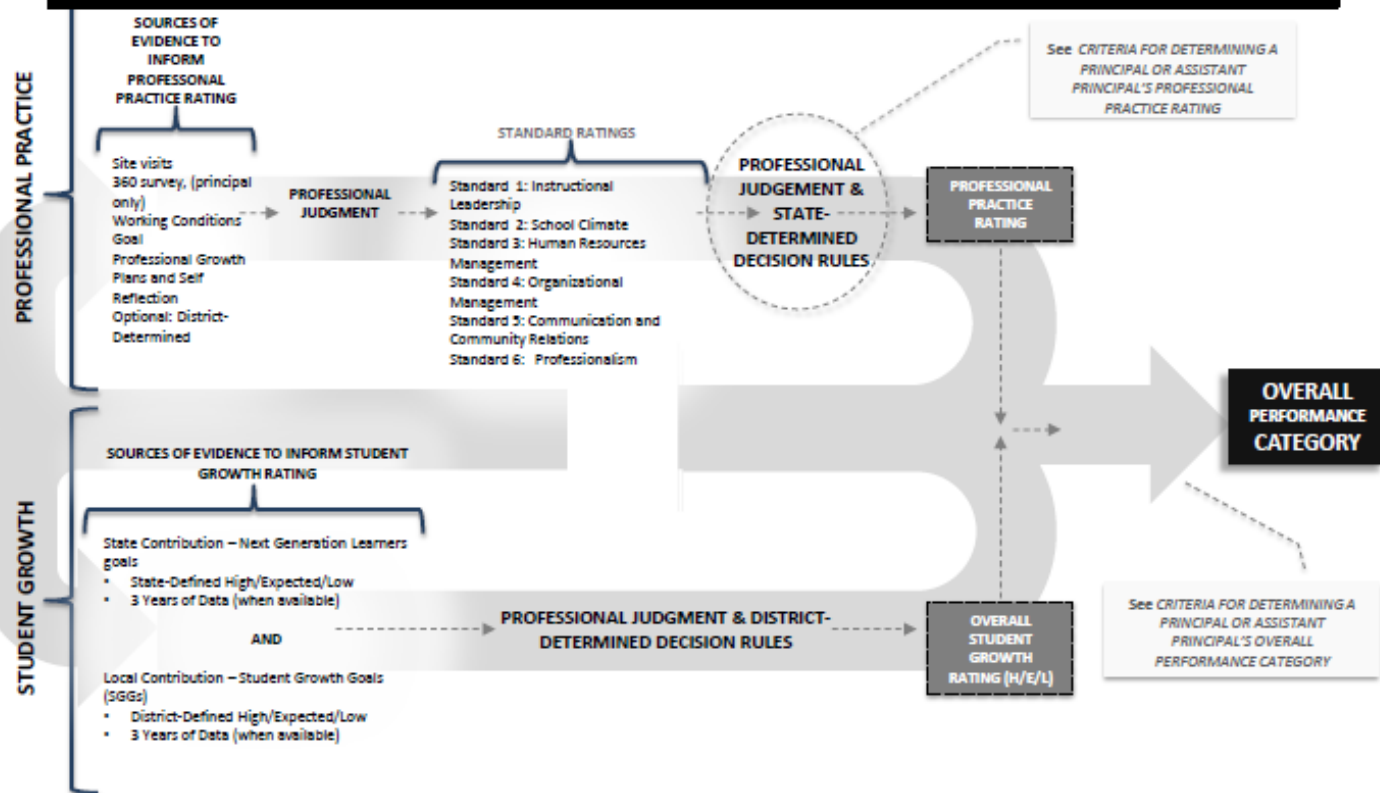 PROFESSIONAL PRACTICE
SOURCES OF
EVIDENCE TO
INFORM
PROFESSONAL
PRACTICE RATING
Site visits
360 survey, (principal
only)
Working Conditions
Goal
Professional Growth
Plans and Self
Reflection
Optional: District-
Determined
PROFESSIONAL
JUDGMENT
STANDARD RATINGS
Standard 1: Instructional
Leadership
Standard 2: School Climate
Standard 3: Human Resources
Management
Standard 4: Organizational
Management
Standard 5: Communication and
Community Relations
Standard 6: Professionalism
PROFESSIONAL
JUDGEMENT &
STATE-
DETERMINED
DECISION RULES
See CRITERIA FOR DETERMINING A
PRINCIPAL OR ASSISTANT
PRINCIPAL'S PROFESSIONAL
PRACTICE RATING
PROFESSIONAL
PRACTICE
RATING
STUDENT GROWTH
SOURCES OF EVIDENCE TO INFORM STUDENT
GROWTH RATING
State Contribution – Next Generation Learners
goals
• State-Defined High/Expected/Low
• 3 Years of Data (when available)
AND
Local Contribution – Student Growth Goals
(SGGs)
• District-Defined High/Expected/Low
• 3 Years of Data (when available)
PROFESSIONAL JUDGMENT & DISTRICT-
DETERMINED DECISION RULES
OVERALL
STUDENT
GROWTH
RATING (H/E/L)
OVERALL
PERFORMANCE
CATEGORY
See CRITERIA FOR DETERMINING A
PRINCIPAL OR ASSISTANT
PRINCIPAL'S OVERALL
PERFORMANCE CATEGORY